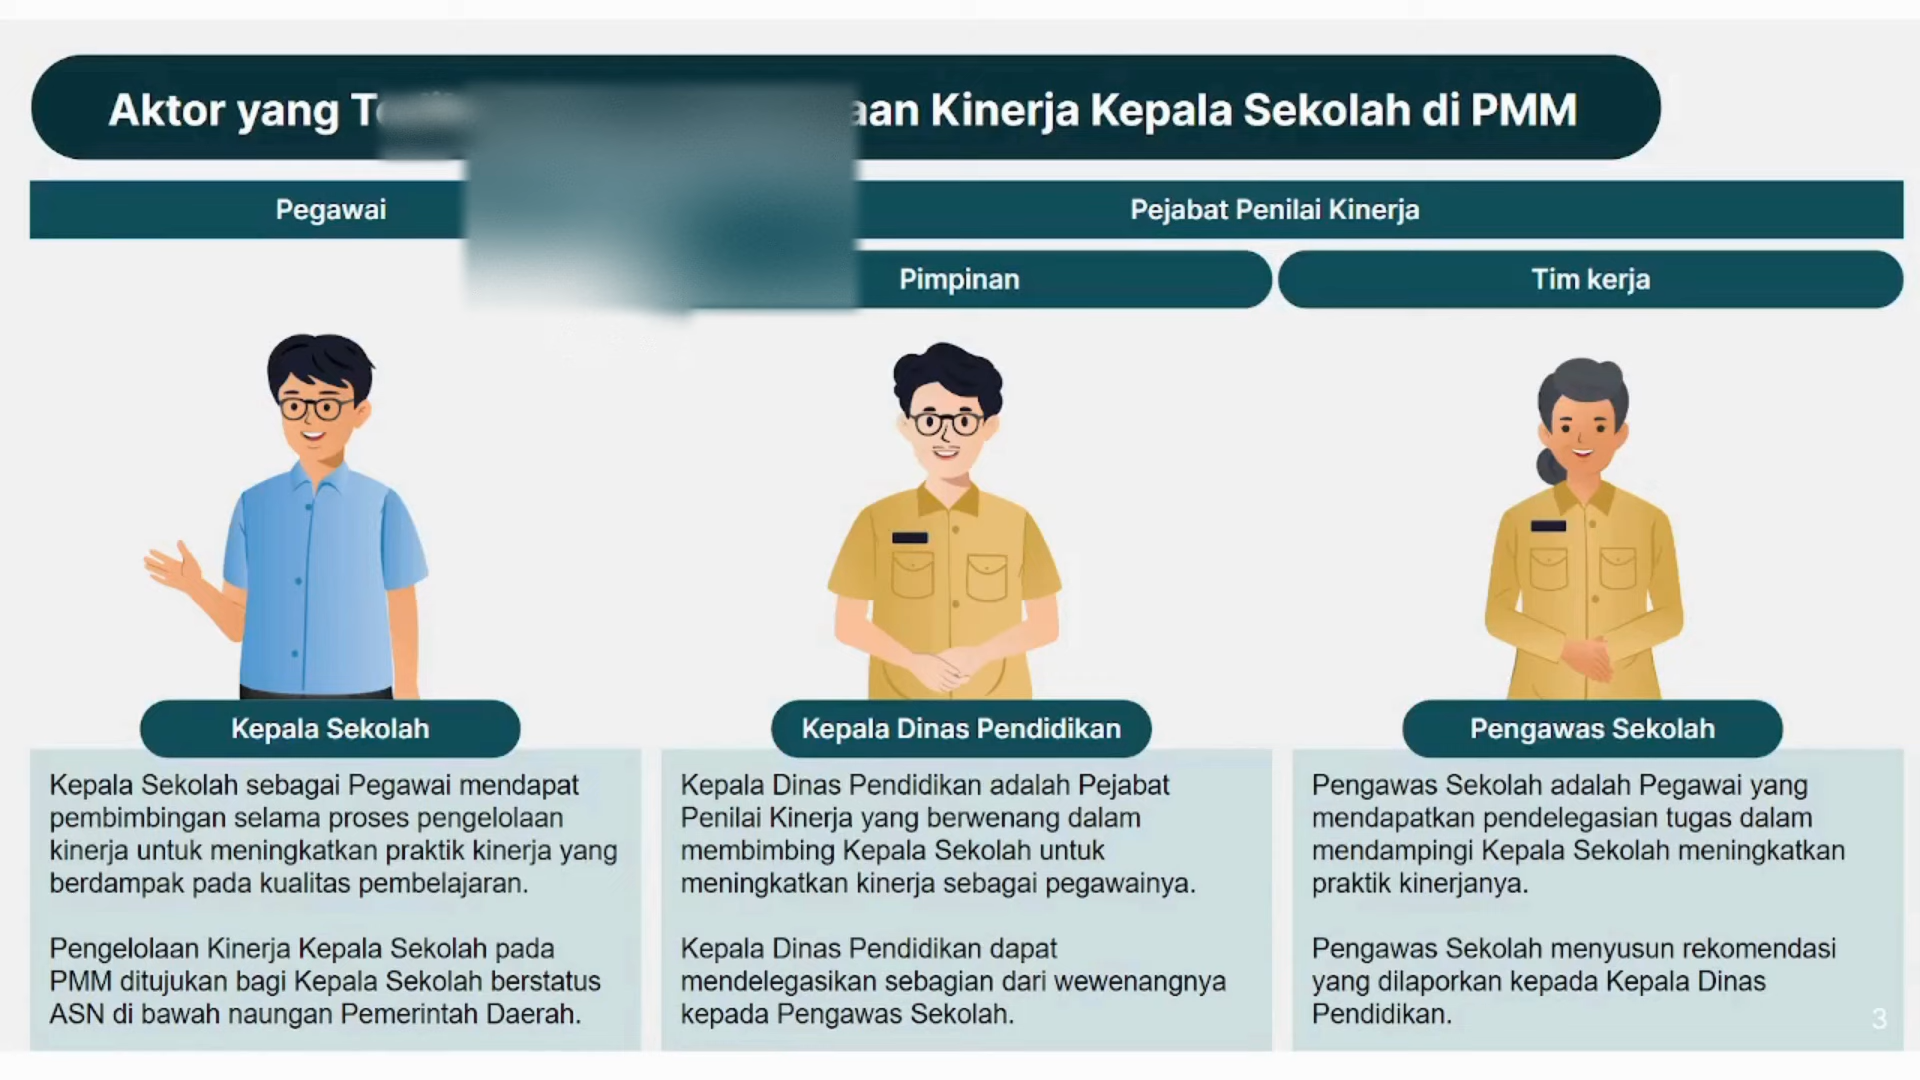 Aktor yang Kinerja Kepala Sekolah di PMM
Pegawai
Pejabat Penilai Kinerja
Pimpinan
Tim kerja
Kepala Sekolah
Kepala Sekolah sebagai Pegawai mendapat
pembimbingan selama proses pengelolaan
kinerja untuk meningkatkan praktik kinerja yang
berdampak pada kualitas pembelajaran.
Pengelolaan Kinerja Kepala Sekolah pada
PMM ditujukan bagi Kepala Sekolah berstatus
ASN di bawah naungan Pemerintah Daerah.
Kepala Dinas Pendidikan
Kepala Dinas Pendidikan adalah Pejabat
Penilai Kinerja yang berwenang dalam
membimbing Kepala Sekolah untuk
meningkatkan kinerja sebagai pegawainya.
Kepala Dinas Pendidikan dapat
mendelegasikan sebagian dari wewenangnya
kepada Pengawas Sekolah.
Pengawas Sekolah
Pengawas Sekolah adalah Pegawai yang
mendapatkan pendelegasian tugas dalam
mendampingi Kepala Sekolah meningkatkan
praktik kinerjanya.
Pengawas Sekolah menyusun rekomendasi
yang dilaporkan kepada Kepala Dinas
Pendidikan.
3